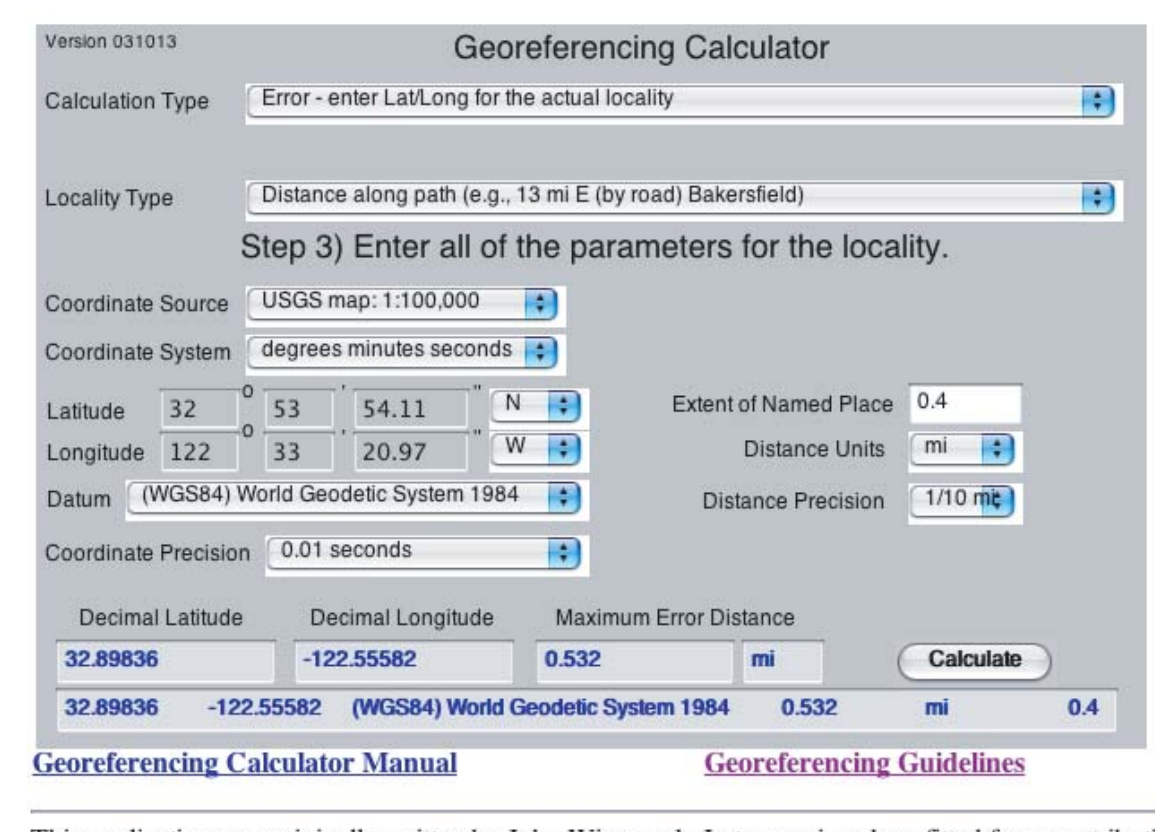 Version 031013
Georeferencing Calculator
Calculation Type Error - enter Lat/Long for the actual locality
Locality Type Distance along path (e.g., 13 mi E (by road) Bakersfield)
Step 3) Enter all of the parameters for the locality.
Coordinate Source USGS map: 1:100,000
Coordinate System degrees minutes seconds
Latitude 32 o 53 ' 54.11 " N Extent of Named Place 0.4
Longitude 122 o 33 ' 20.97 " W Distance Units mi
Datum (WGS84) World Geodetic System 1984 Distance Precision 1/10 mi
Coordinate Precision 0.01 seconds
Decimal Latitude Decimal Longitude Maximum Error Distance
32.89836 -122.55582 0.532 mi Calculate
32.89836 -122.55582 (WGS84) World Geodetic System 1984 0.532 mi 0.4
Georeferencing Calculator Manual Georeferencing Guidelines